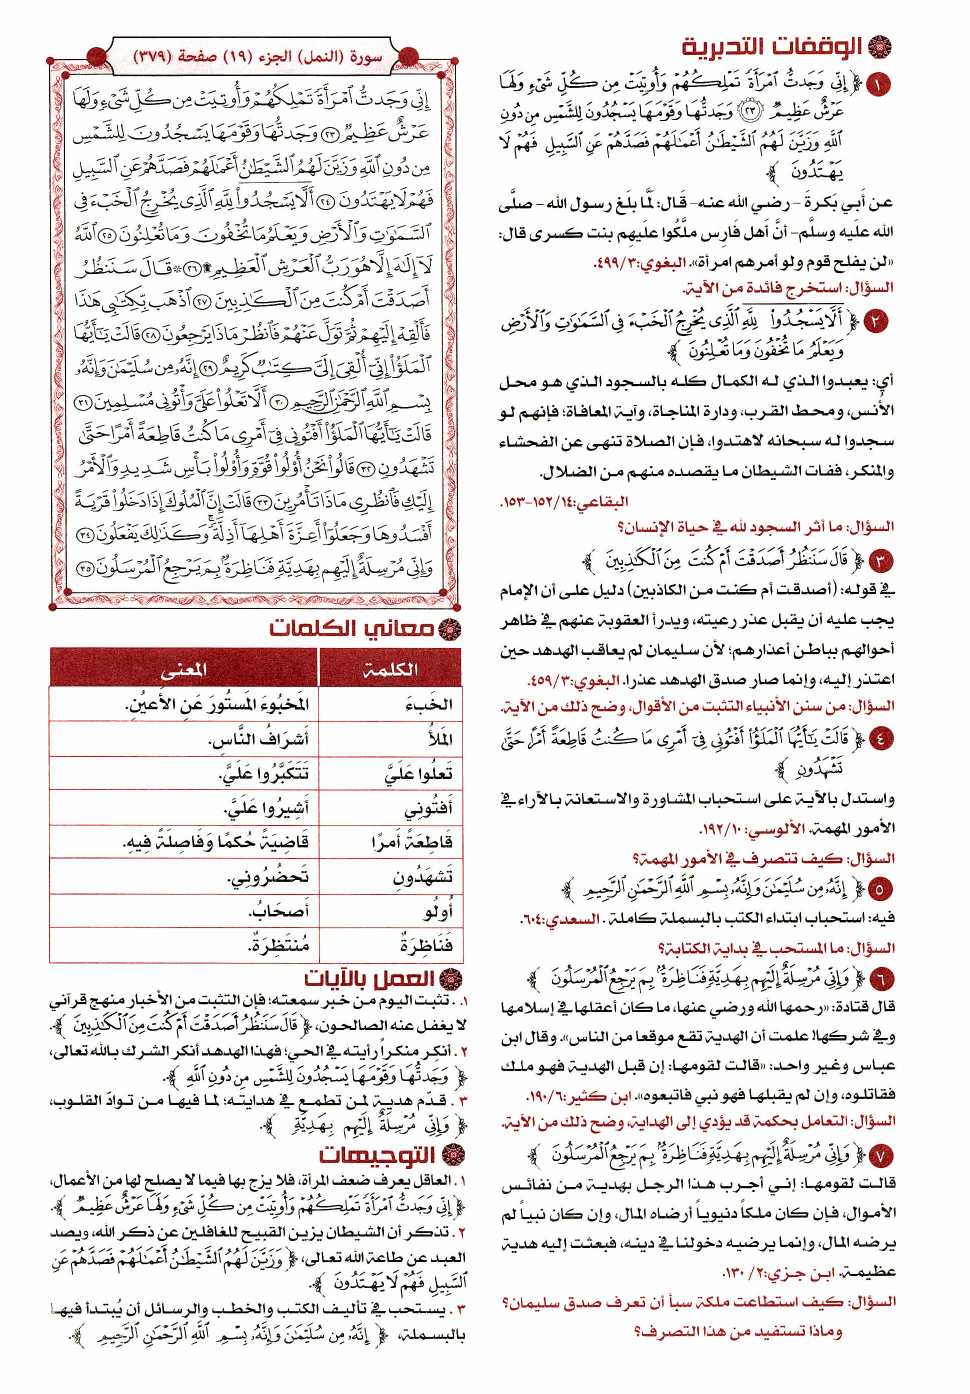 الوقفات التدبرية
١ ﴿ إِنِّي وَجَدتُّ ٱمْرَأَةً تَمْلِكُهُمْ وَأُوتِيَتْ مِن كُلِّ شَىْءٍ وَلَهَا
عَرْشٌ عَظِيمٌ ﴿٢٣﴾ وَجَدتُّهَا وَقَوْمَهَا يَسْجُدُونَ لِلشَّمْسِ مِن دُونِ
ٱللَّهِ وَزَيَّنَ لَهُمُ ٱلشَّيْطَٰنُ أَعْمَٰلَهُمْ فَصَدَّهُمْ عَنِ ٱلسَّبِيلِ فَهُمْ لَا
يَهْتَدُونَ ﴾
عن أبي بكرة - رضي الله عنه- قال: لَمَّا بلغ رسول الله - صلَّى
الله عليه وسلَّم- أنَّ أهل فَارِس ملَّكُوا عليهِم بنت كسرى قال:
«لن يفلح قوم ولو أمرهم امرأة». البغوي:٤٩٩/٣.
السؤال: استخرج فائدة من الآية.
٢ ﴿ أَلَّا يَسْجُدُوا۟ لِلَّهِ ٱلَّذِى يُخْرِجُ ٱلْخَبْءَ فِى ٱلسَّمَٰوَٰتِ وَٱلْأَرْضِ
وَيَعْلَمُ مَا تُخْفُونَ وَمَا تُعْلِنُونَ ﴾
أي: يعبدوا الذي له الكمال كله بالسجود الذي هو محل
الأُنس، ومحط القرب، ودارة المناجاة، وآية المعافاة؛ فإنهم لو
سجدوا له سبحانه لاهتدوا، فإن الصلاة تنهى عن الفحشاء
والمنكر، ففات الشيطان ما يقصده منهم من الضلال.
البقاعي:١٥٢/١٤-١٥٣.
السؤال: ما أثر السجود لله في حياة الإنسان؟
٣ ﴿ قَالَ سَنَنظُرُ أَصَدَقْتَ أَمْ كُنتَ مِنَ ٱلْكَٰذِبِينَ ﴾
في قوله: (أصدقت أم كنت من الكاذبين) دليل على أن الإمام
يجب عليه أن يقبل عذر رعيته، ويدرأ العقوبة عنهم في ظاهر
أحوالهم بباطن أعذارهم؛ لأن سليمان لم يعاقب الهدهد حين
اعتذر إليه، وإنما صار صدق الهدهد عذرا. البغوي:٤٥٩/٣.
السؤال: من سنن الأنبياء التثبت من الأقوال، وضح ذلك من الآية.
٤ ﴿ قَالَتْ يَٰٓأَيُّهَا ٱلْمَلَؤُا۟ أَفْتُونِى فِىٓ أَمْرِى مَا كُنتُ قَاطِعَةً أَمْرًا حَتَّىٰ
تَشْهَدُونِ ﴾
واستدل بالآية على استحباب المشاورة والاستعانة بالآراء في
الأمور المهمة. الألوسي:١٩٢/١٠.
السؤال: كيف تتصرف في الأمور المهمة؟
٥ ﴿ إِنَّهُۥ مِن سُلَيْمَٰنَ وَإِنَّهُۥ بِسْمِ ٱللَّهِ ٱلرَّحْمَٰنِ ٱلرَّحِيمِ ﴾
فيه: استحباب ابتداء الكتب بالبسملة كاملة . السعدي:٦٠٤.
السؤال: ما المستحب في بداية الكتابة؟
٦ ﴿ وَإِنِّى مُرْسِلَةٌ إِلَيْهِم بِهَدِيَّةٍ فَنَاظِرَةٌۢ بِمَ يَرْجِعُ ٱلْمُرْسَلُونَ ﴾
قال قتادة: «رحمها الله ورضي عنها، ما كان أعقلها في إسلامها
وفي شركها؛ علمت أن الهدية تقع موقعا من الناس». وقال ابن
عباس وغير واحد: «قالت لقومها: إن قبل الهدية فهو ملك
فقاتلوه، وإن لم يقبلها فهو نبي فاتبعوه». ابن كثير:١٩٠/٦.
السؤال: التعامل بحكمة قد يؤدي إلى الهداية، وضح ذلك من الآية.
٧ ﴿ وَإِنِّى مُرْسِلَةٌ إِلَيْهِم بِهَدِيَّةٍ فَنَاظِرَةٌۢ بِمَ يَرْجِعُ ٱلْمُرْسَلُونَ ﴾
قالت لقومها: إني أجرب هذا الرجل بهدية من نفائس
الأموال، فإن كان ملكاً دنيوياً أرضاه المال، وإن كان نبياً لم
يرضه المال، وإنما يرضيه دخولنا في دينه، فبعثت إليه هدية
عظيمة. ابن جزي:١٣٠/٢.
السؤال: كيف استطاعت ملكة سبأ أن تعرف صدق سليمان؟
وماذا تستفيد من هذا التصرف؟
سورة (النمل) الجزء (١٩) صفحة (٣٧٩)
إِنِّى وَجَدتُّ ٱمْرَأَةً تَمْلِكُهُمْ وَأُوتِيَتْ مِن كُلِّ شَىْءٍ وَلَهَا
عَرْشٌ عَظِيمٌ ٢٣ وَجَدتُّهَا وَقَوْمَهَا يَسْجُدُونَ لِلشَّمْسِ
مِن دُونِ ٱللَّهِ وَزَيَّنَ لَهُمُ ٱلشَّيْطَٰنُ أَعْمَٰلَهُمْ فَصَدَّهُمْ عَنِ ٱلسَّبِيلِ
فَهُمْ لَا يَهْتَدُونَ ٢٤ أَلَّا يَسْجُدُوا۟ لِلَّهِ ٱلَّذِى يُخْرِجُ ٱلْخَبْءَ فِى
ٱلسَّمَٰوَٰتِ وَٱلْأَرْضِ وَيَعْلَمُ مَا تُخْفُونَ وَمَا تُعْلِنُونَ ٢٥ ٱللَّهُ
لَآ إِلَٰهَ إِلَّا هُوَ رَبُّ ٱلْعَرْشِ ٱلْعَظِيمِ ۩ ٢٦ ۞ قَالَ سَنَنظُرُ
أَصَدَقْتَ أَمْ كُنتَ مِنَ ٱلْكَٰذِبِينَ ٢٧ ٱذْهَب بِّكِتَٰبِى هَٰذَا
فَأَلْقِهْ إِلَيْهِمْ ثُمَّ تَوَلَّ عَنْهُمْ فَٱنظُرْ مَاذَا يَرْجِعُونَ ٢٨ قَالَتْ يَٰٓأَيُّهَا
ٱلْمَلَؤُا۟ إِنِّىٓ أُلْقِىَ إِلَىَّ كِتَٰبٌ كَرِيمٌ ٢٩ إِنَّهُۥ مِن سُلَيْمَٰنَ وَإِنَّهُۥ
بِسْمِ ٱللَّهِ ٱلرَّحْمَٰنِ ٱلرَّحِيمِ ٣٠ أَلَّا تَعْلُوا۟ عَلَىَّ وَأْتُونِى مُسْلِمِينَ ٣١
قَالَتْ يَٰٓأَيُّهَا ٱلْمَلَؤُا۟ أَفْتُونِى فِىٓ أَمْرِى مَا كُنتُ قَاطِعَةً أَمْرًا حَتَّىٰ
تَشْهَدُونِ ٣٢ قَالُوا۟ نَحْنُ أُو۟لُوا۟ قُوَّةٍ وَأُو۟لُوا۟ بَأْسٍ شَدِيدٍ وَٱلْأَمْرُ
إِلَيْكِ فَٱنظُرِى مَاذَا تَأْمُرِينَ ٣٣ قَالَتْ إِنَّ ٱلْمُلُوكَ إِذَا دَخَلُوا۟ قَرْيَةً
أَفْسَدُوهَا وَجَعَلُوٓا۟ أَعِزَّةَ أَهْلِهَآ أَذِلَّةً ۖ وَكَذَٰلِكَ يَفْعَلُونَ ٣٤
وَإِنِّى مُرْسِلَةٌ إِلَيْهِم بِهَدِيَّةٍ فَنَاظِرَةٌۢ بِمَ يَرْجِعُ ٱلْمُرْسَلُونَ ٣٥
معاني الكلمات
الكلمة المعنى
الخَبءَ المَخبُوءَ المَستُورَ عَنِ الأَعيُنِ.
المَلَأُ أَشرَافُ النَّاسِ.
تَعلُوا عَلَيَّ تَتَكَبَّرُوا عَلَيَّ.
أَفتُونِي أَشِيرُوا عَلَيَّ.
قَاطِعَةً أَمرًا قَاضِيَةً حُكمًا وَفَاصِلَةً فِيهِ.
تَشهَدُونِ تَحضُرُونِي.
أُولُو أَصحَابُ.
فَنَاظِرَةٌ مُنتَظِرَةٌ.
العمل بالآيات
١. تثبت اليوم من خبر سمعته؛ فإن التثبت من الأخبار منهج قرآني
لا يغفل عنه الصالحون، ﴿ قَالَ سَنَنظُرُ أَصَدَقْتَ أَمْ كُنتَ مِنَ ٱلْكَٰذِبِينَ ﴾.
٢. أنكِر منكراً رأيته في الحي؛ فهذا الهدهد أنكر الشرك بالله تعالى،
﴿ وَجَدتُّهَا وَقَوْمَهَا يَسْجُدُونَ لِلشَّمْسِ مِن دُونِ ٱللَّهِ ﴾.
٣. قدّم هدية لمن تطمع في هدايته؛ لما فيها من توادّ القلوب،
﴿ وَإِنِّى مُرْسِلَةٌ إِلَيْهِم بِهَدِيَّةٍ ﴾.
التوجيهات
١. العاقل يعرف ضعف المرأة، فلا يزج بها فيما لا يصلح لها من الأعمال،
﴿ إِنِّى وَجَدتُّ ٱمْرَأَةً تَمْلِكُهُمْ وَأُوتِيَتْ مِن كُلِّ شَىْءٍ وَلَهَا عَرْشٌ عَظِيمٌ ﴾.
٢. تذكر أن الشيطان يزين القبيح للغافلين عن ذكر الله، ويصد
العبد عن طاعة الله تعالى، ﴿ وَزَيَّنَ لَهُمُ ٱلشَّيْطَٰنُ أَعْمَٰلَهُمْ فَصَدَّهُمْ عَنِ
ٱلسَّبِيلِ فَهُمْ لَا يَهْتَدُونَ ﴾.
٣. يستحب في تأليف الكتب والخطب والرسائل أن يُبتدأ فيها
بالبسملة، ﴿ إِنَّهُۥ مِن سُلَيْمَٰنَ وَإِنَّهُۥ بِسْمِ ٱللَّهِ ٱلرَّحْمَٰنِ ٱلرَّحِيمِ ﴾.